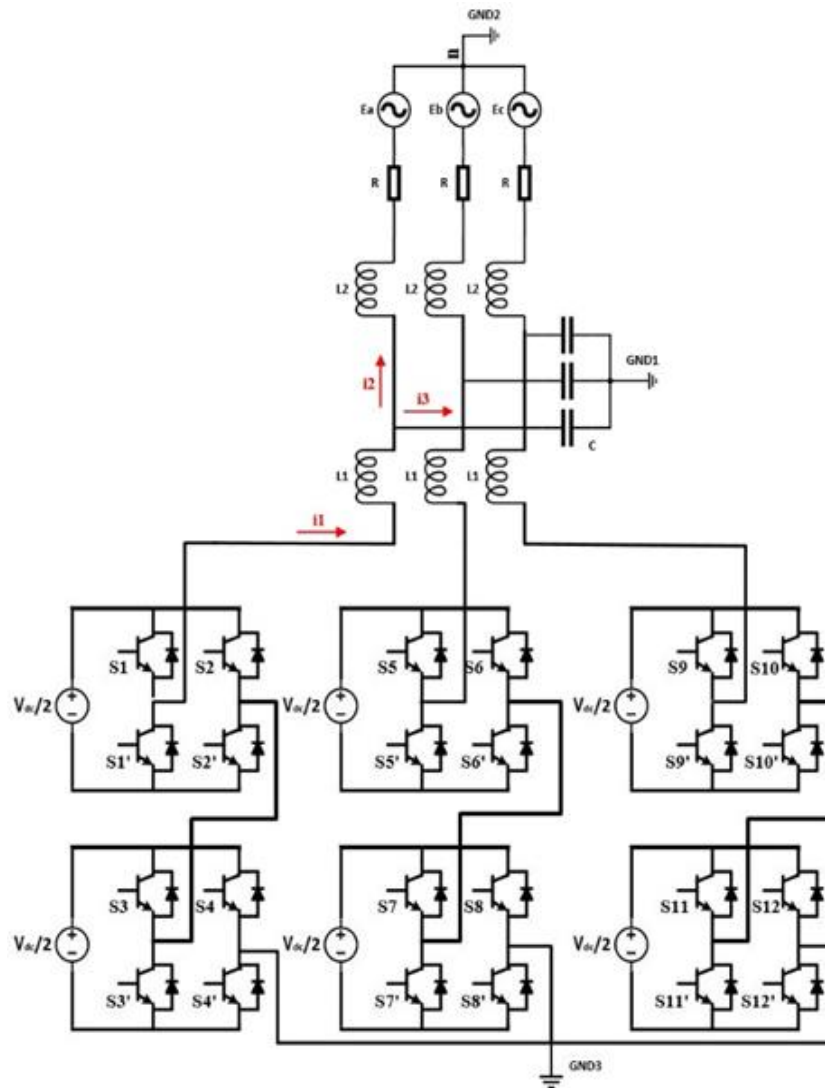 GND2
n
Ea Eb Ec
R R R
L2 L2 L2
GND1
i2 i3
C
L1 L1 L1
i1
S1 S2 S5 S6 S9 S10
Vdc/2 Vdc/2 Vdc/2
S1' S2' S5' S6' S9' S10'
S3 S4 S7 S8 S11 S12
Vdc/2 Vdc/2 Vdc/2
S3' S4' S7' S8' S11' S12'
GND3